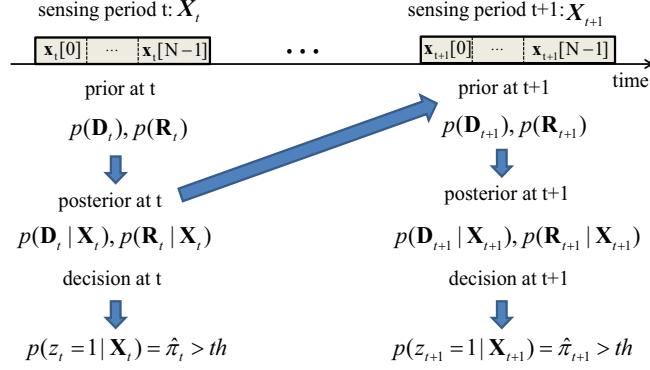 sensing period t: X_t sensing period t+1: X_{t+1}
x_t[0] ... x_t[N−1] ... x_{t+1}[0] ... x_{t+1}[N−1]
time
prior at t prior at t+1
p(D_t), p(R_t) p(D_{t+1}), p(R_{t+1})
posterior at t posterior at t+1
p(D_t | X_t), p(R_t | X_t) p(D_{t+1} | X_{t+1}), p(R_{t+1} | X_{t+1})
decision at t decision at t+1
p(z_t = 1 | X_t) = π̂_t > th p(z_{t+1} = 1 | X_{t+1}) = π̂_{t+1} > th